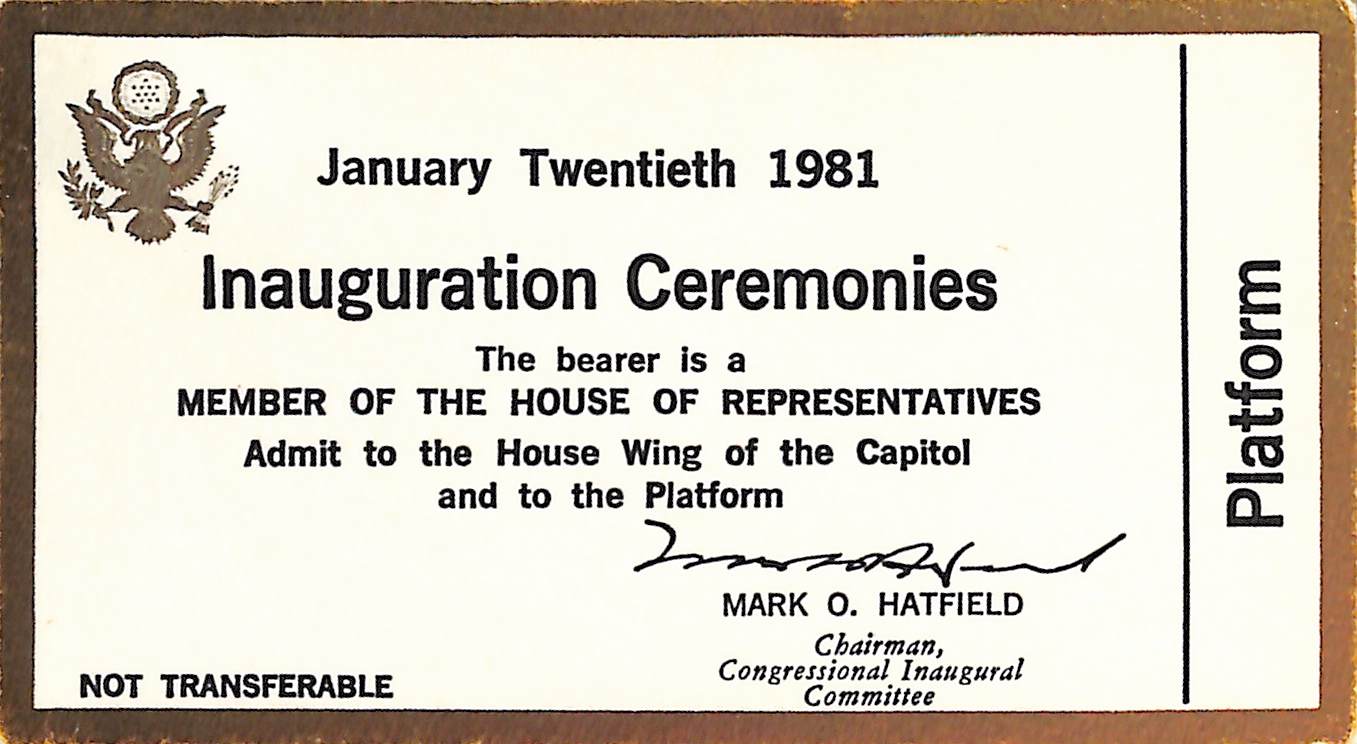 January Twentieth 1981
Inauguration Ceremonies
The bearer is a
MEMBER OF THE HOUSE OF REPRESENTATIVES
Admit to the House Wing of the Capitol
and to the Platform
MARK O. HATFIELD
Chairman,
Congressional Inaugural
Committee
NOT TRANSFERABLE
Platform